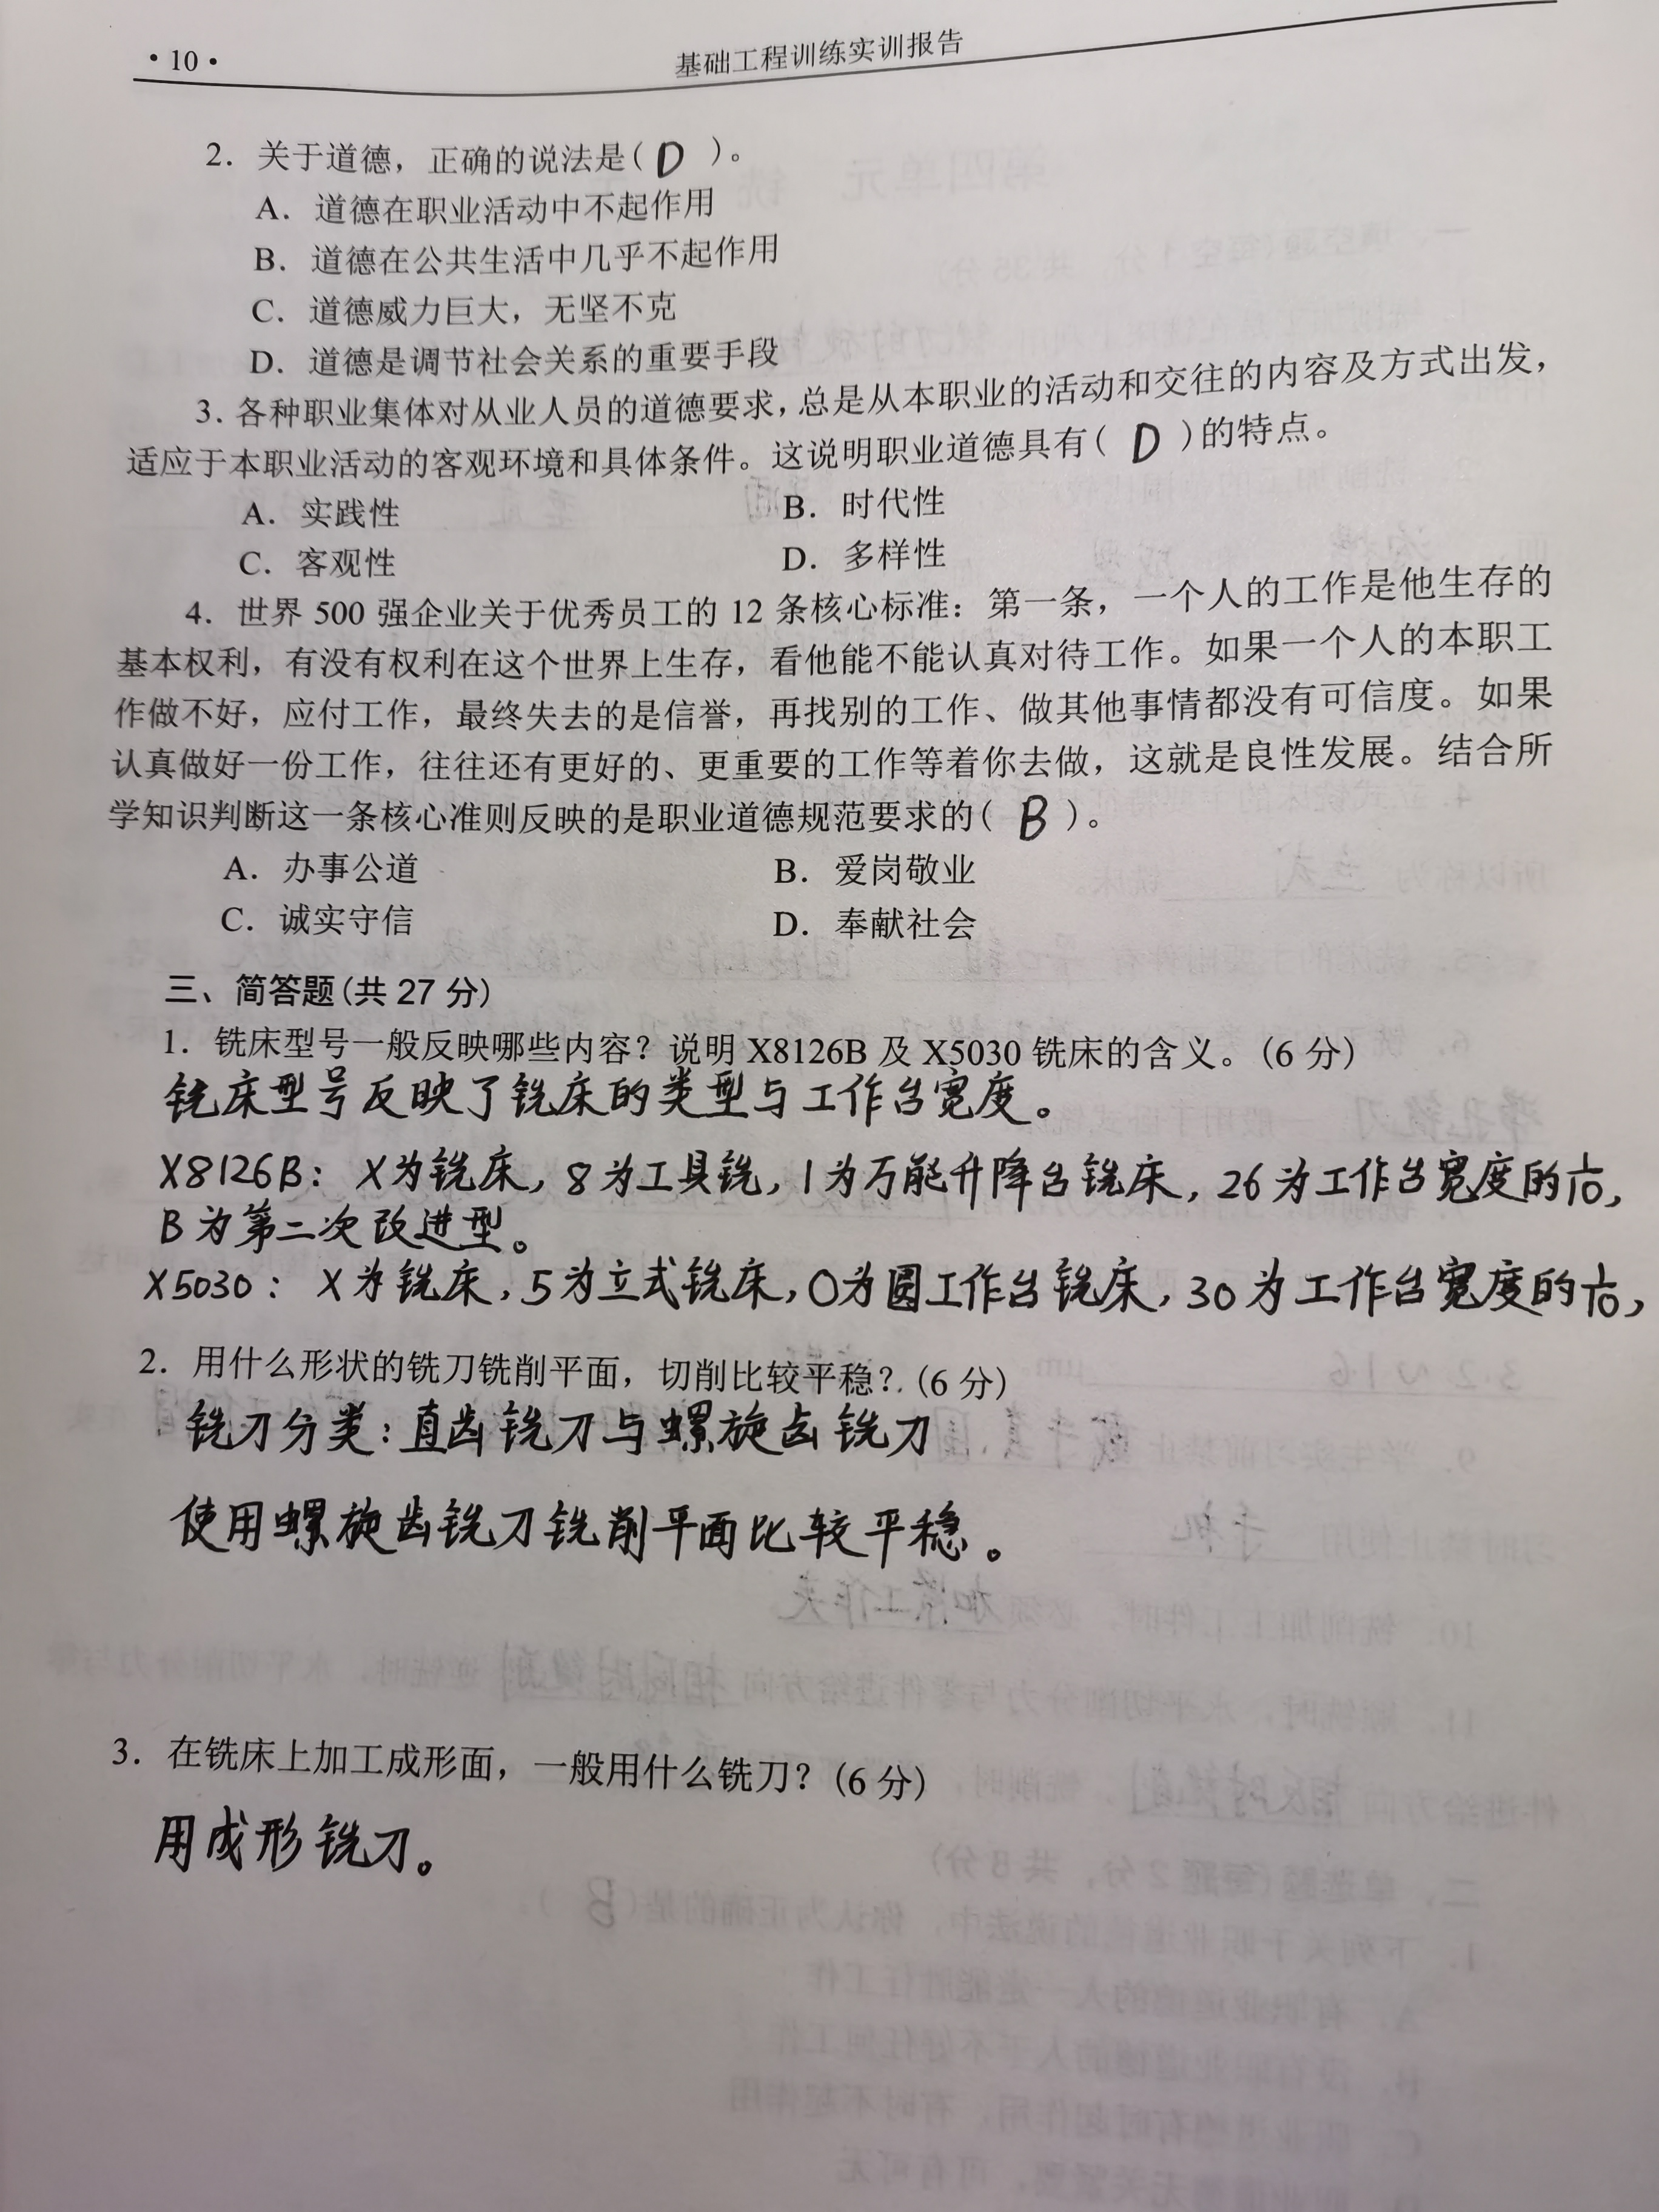 ·10·
基础工程训练实训报告
2. 关于道德，正确的说法是( D )。
A. 道德在职业活动中不起作用
B. 道德在公共生活中几乎不起作用
C. 道德威力巨大，无坚不克
D. 道德是调节社会关系的重要手段
3. 各种职业集体对从业人员的道德要求，总是从本职业的活动和交往的内容及方式出发，
适应于本职业活动的客观环境和具体条件。这说明职业道德具有( D )的特点。
A. 实践性 B. 时代性
C. 客观性 D. 多样性
4. 世界 500 强企业关于优秀员工的 12 条核心标准：第一条，一个人的工作是他生存的
基本权利，有没有权利在这个世界上生存，看他能不能认真对待工作。如果一个人的本职工
作做不好，应付工作，最终失去的是信誉，再找别的工作、做其他事情都没有可信度。如果
认真做好一份工作，往往还有更好的、更重要的工作等着你去做，这就是良性发展。结合所
学知识判断这一条核心准则反映的是职业道德规范要求的( B )。
A. 办事公道 B. 爱岗敬业
C. 诚实守信 D. 奉献社会
三、简答题(共 27 分)
1. 铣床型号一般反映哪些内容？说明 X8126B 及 X5030 铣床的含义。(6 分)
铣床型号反映了铣床的类型与工作台宽度。
X8126B：X为铣床，8为工具铣，1为万能升降台铣床，26为工作台宽度的1/10，
B为第二次改进型。
X5030：X为铣床，5为立式铣床，0为圆工作台铣床，30为工作台宽度的1/10，
2. 用什么形状的铣刀铣削平面，切削比较平稳？(6 分)
铣刀分类：直齿铣刀与螺旋齿铣刀
使用螺旋齿铣刀铣削平面比较平稳。
3. 在铣床上加工成形面，一般用什么铣刀？(6 分)
用成形铣刀。